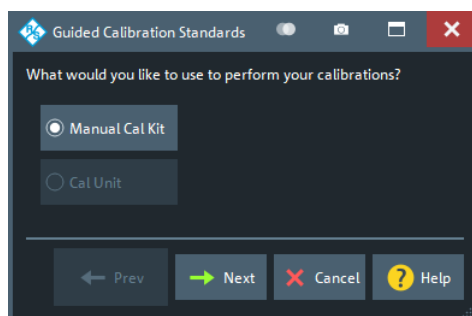 Guided Calibration Standards
What would you like to use to perform your calibrations?
Manual Cal Kit
Cal Unit
Prev Next Cancel ? Help